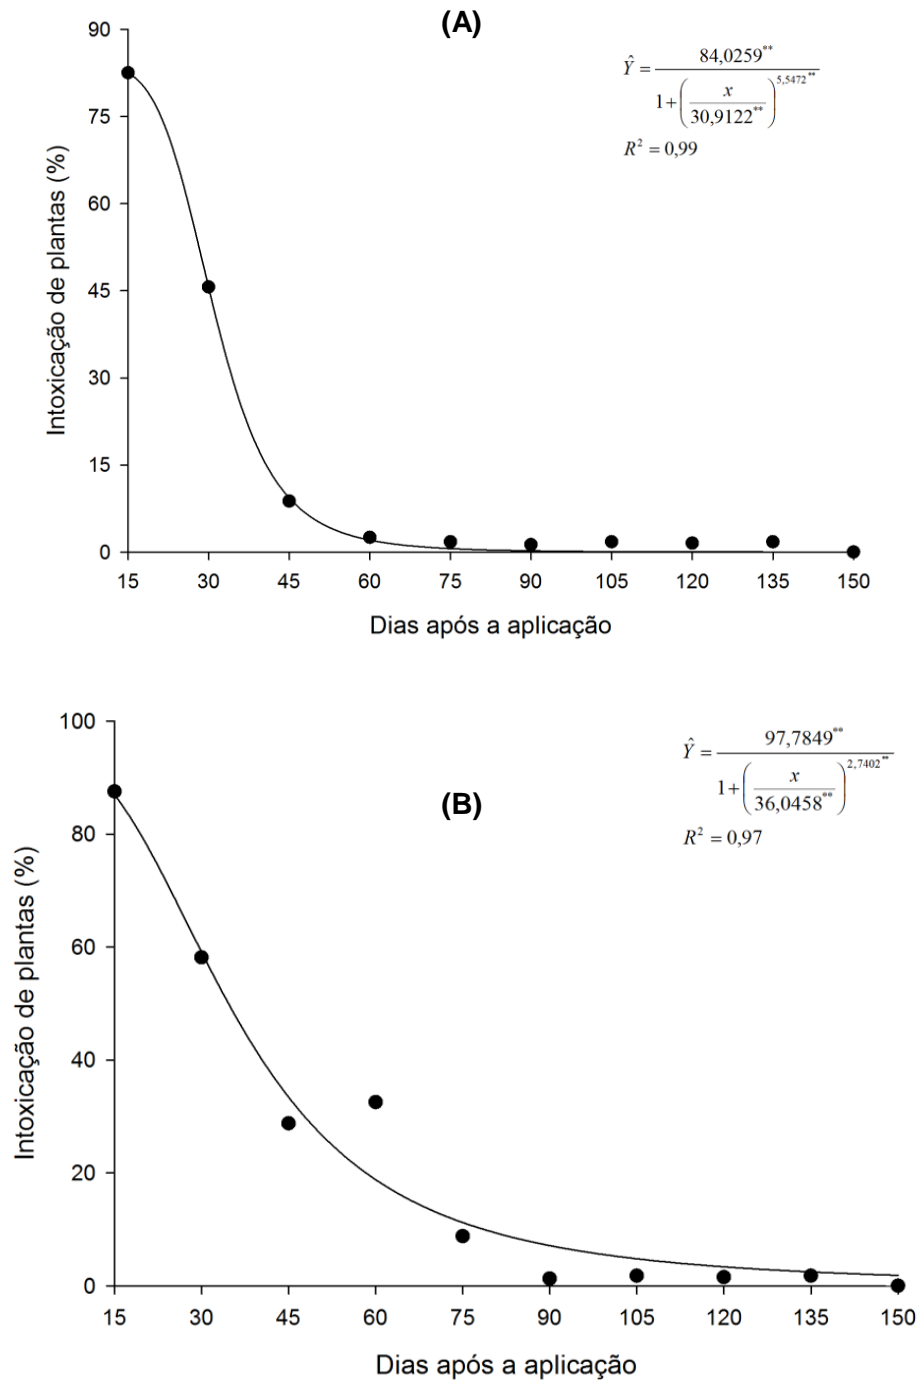 (A)
90
75
60
45
30
15
0
Intoxicação de plantas (%)
Ŷ = 84,0259** / 1 + (x / 30,9122**)^5,5472**
R² = 0,99
15 30 45 60 75 90 105 120 135 150
Dias após a aplicação
(B)
100
80
60
40
20
0
Intoxicação de plantas (%)
Ŷ = 97,7849** / 1 + (x / 36,0458**)^2,7402**
R² = 0,97
15 30 45 60 75 90 105 120 135 150
Dias após a aplicação